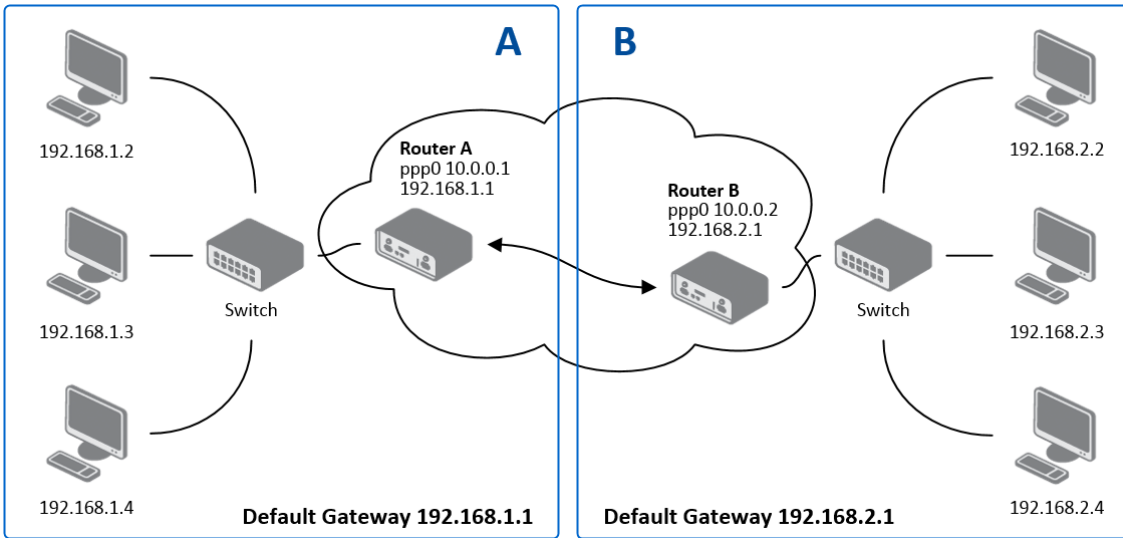 A
192.168.1.2
192.168.1.3
192.168.1.4
Switch
Router A
ppp0 10.0.0.1
192.168.1.1
Default Gateway 192.168.1.1
B
Router B
ppp0 10.0.0.2
192.168.2.1
Switch
192.168.2.2
192.168.2.3
192.168.2.4
Default Gateway 192.168.2.1